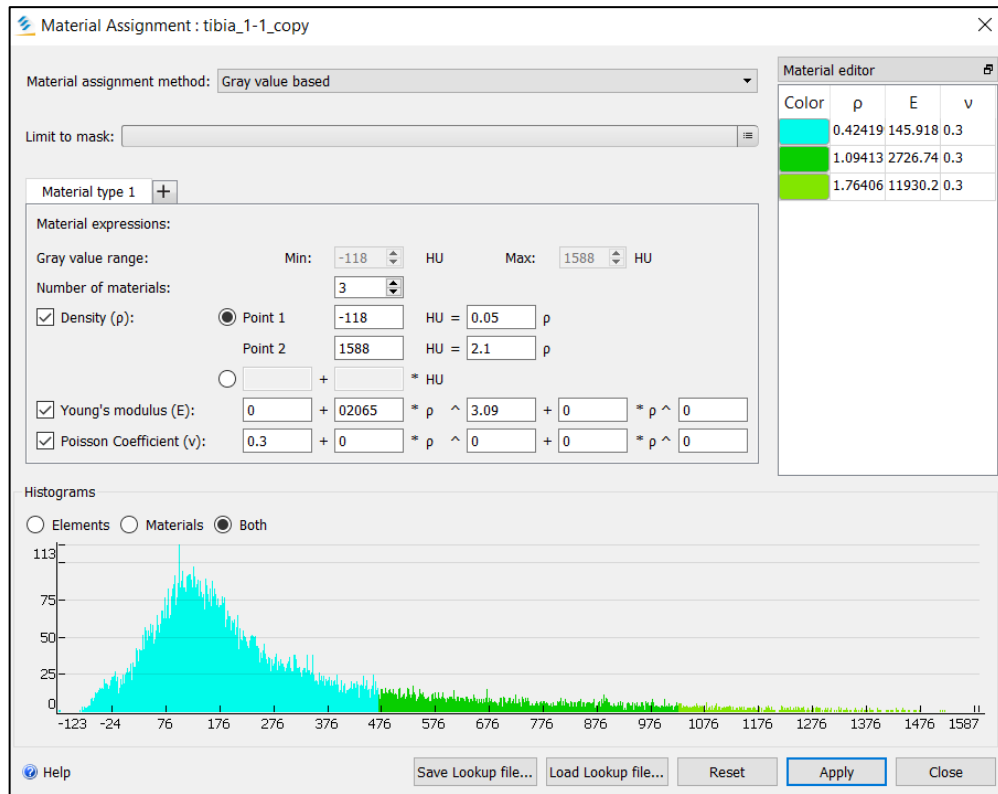 Material Assignment : tibia_1-1_copy
Material assignment method: Gray value based
Limit to mask:
Material type 1 +
Material expressions:
Gray value range: Min: -118 HU Max: 1588 HU
Number of materials: 3
Density (ρ): Point 1 -118 HU = 0.05 ρ
Point 2 1588 HU = 2.1 ρ
+ * HU
Young's modulus (E): 0 + 02065 * ρ ^ 3.09 + 0 * ρ ^ 0
Poisson Coefficient (v): 0.3 + 0 * ρ ^ 0 + 0 * ρ ^ 0
Material editor
Color ρ E ν
0.42419 145.918 0.3
1.09413 2726.74 0.3
1.76406 11930.2 0.3
Histograms
Elements Materials Both
113
75
50
25
0
-123 -24 76 176 276 376 476 576 676 776 876 976 1076 1176 1276 1376 1476 1587
Help Save Lookup file... Load Lookup file... Reset Apply Close